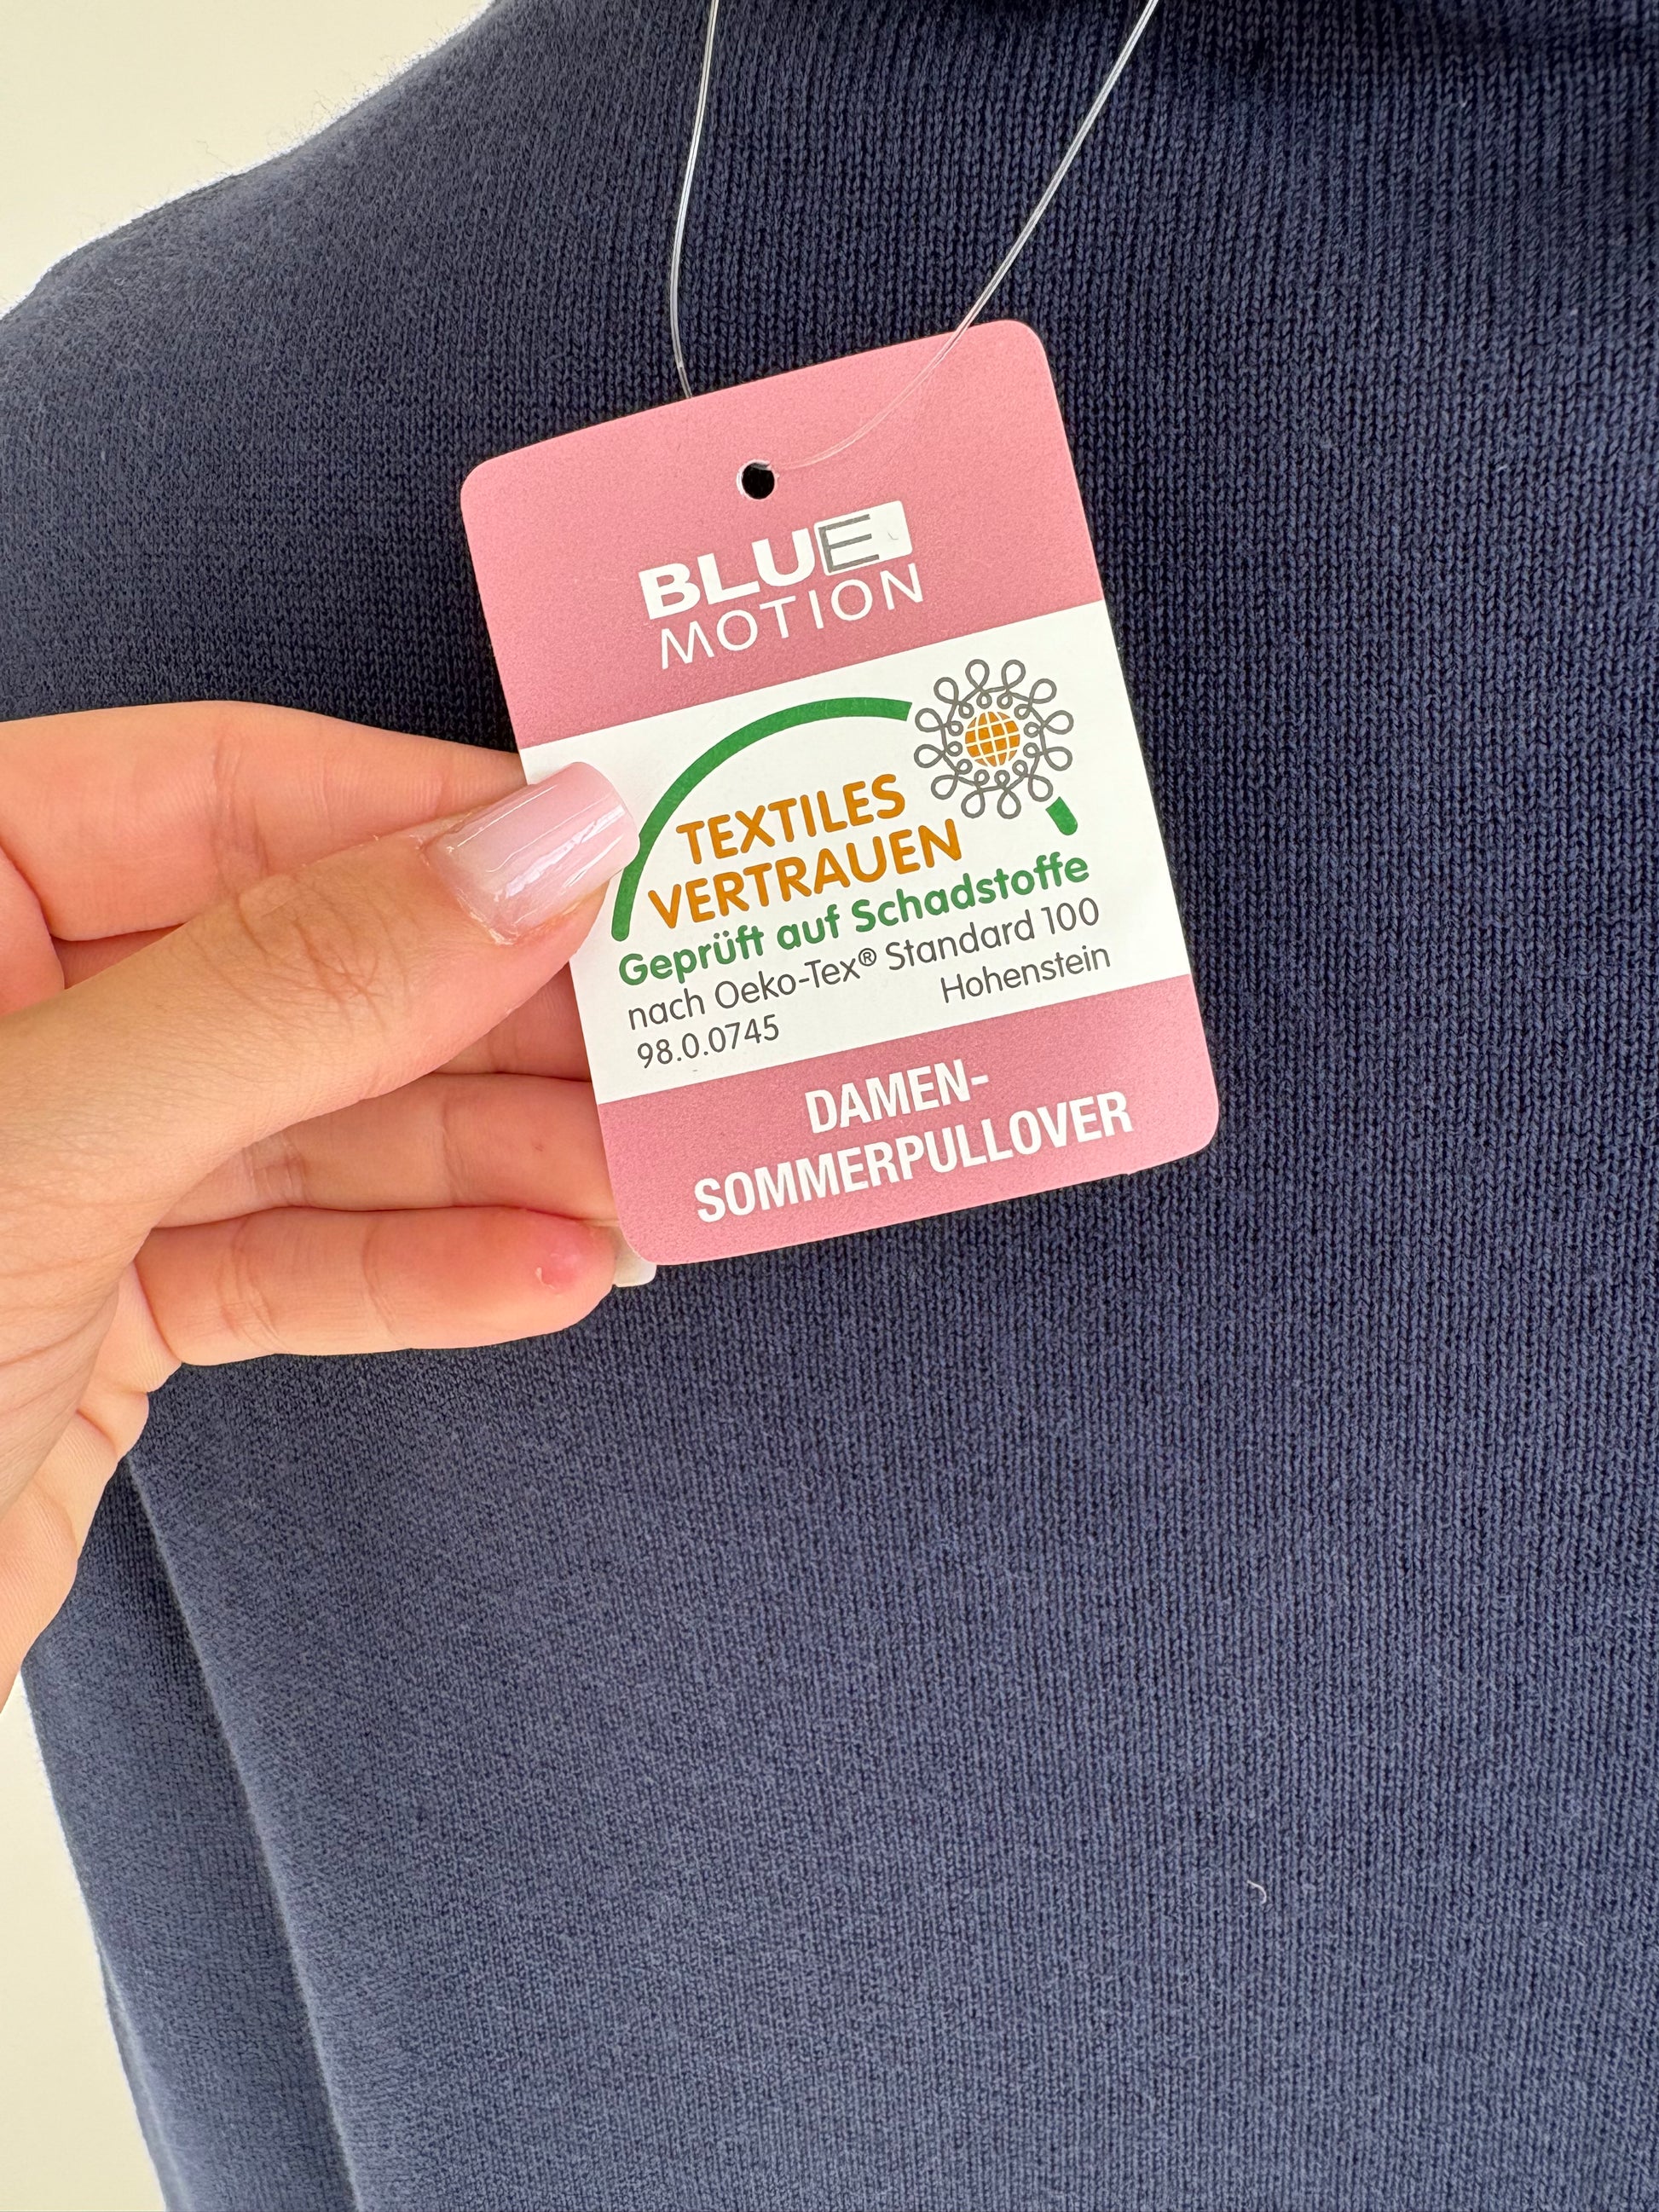 BLUE
MOTION
TEXTILES
VERTRAUEN
Geprüft auf Schadstoffe
nach Oeko-Tex® Standard 100
98.0.0745 Hohenstein
DAMEN-
SOMMERPULLOVER